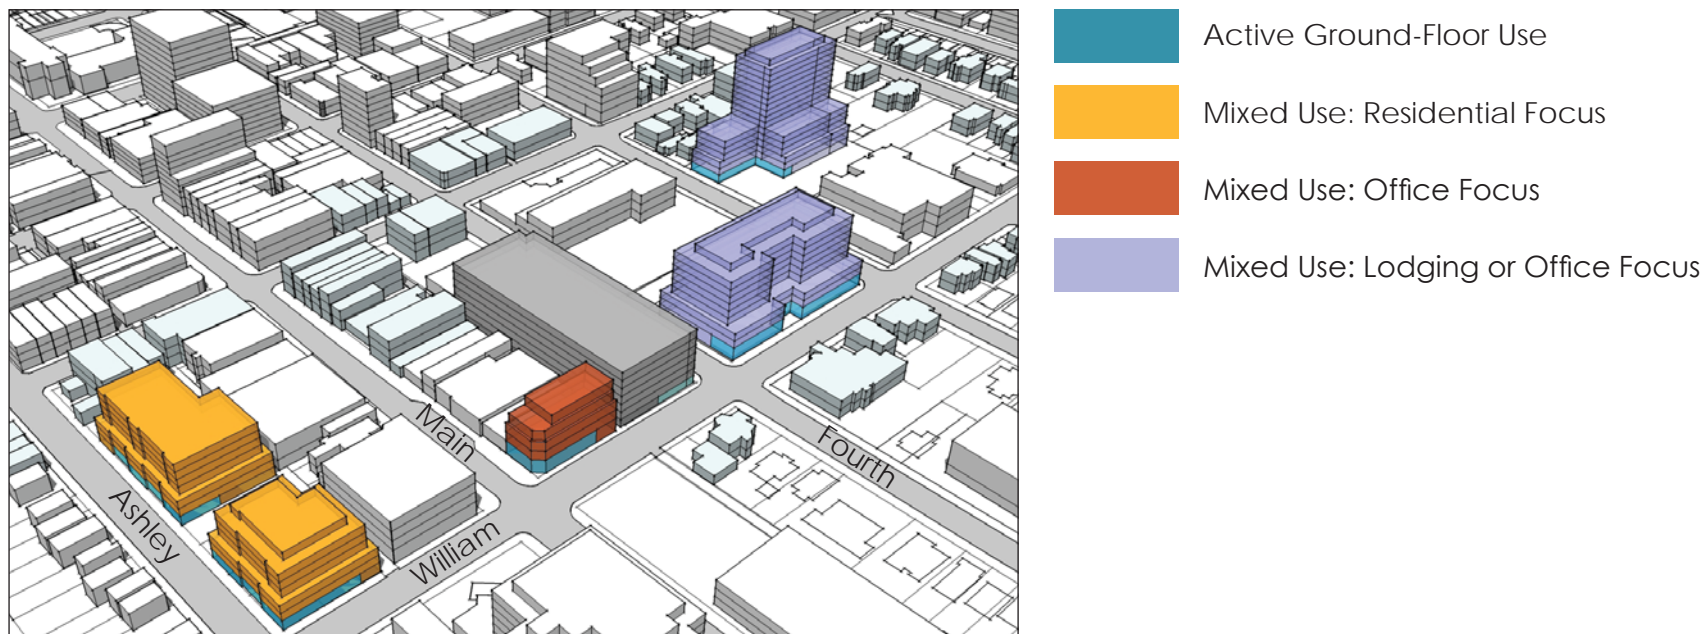 Active Ground-Floor Use
Mixed Use: Residential Focus
Mixed Use: Office Focus
Mixed Use: Lodging or Office Focus
Main
Fourth
Ashley
William